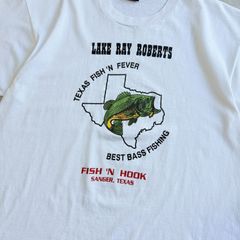 LAKE RAY ROBERTS
TEXAS FISH 'N FEVER
BEST BASS FISHING
FISH 'N HOOK
SANGER, TEXAS